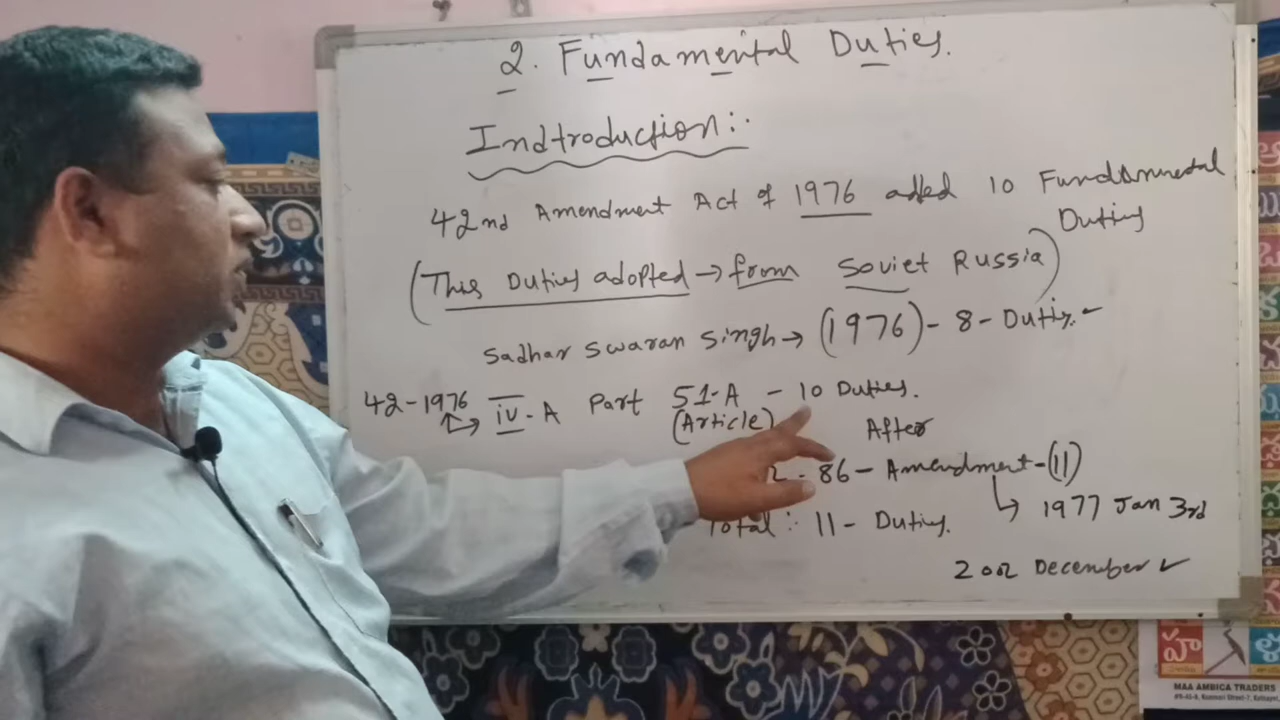 2. Fundamental Duties.
Indtroduction:-
42nd Amendment Act of 1976 added 10 Fundamental
Duties
(This Duties adopted → from Soviet Russia)
Sadhar Swaran Singh → (1976) - 8 - Duties. ✓
42-1976 → IV - A Part 51-A - 10 Duties.
(Article) After
2 - 86 - Amendment - (11)
↳ 1977 Jan 3rd
Total :- 11 - Duties.
2002 December ✓
హ
MAA AMBICA TRADERS